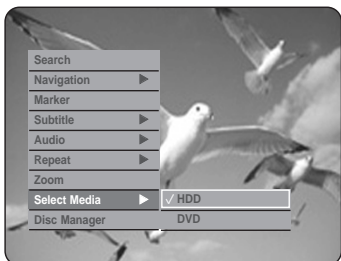 Search
Navigation ▶
Marker
Subtitle ▶
Audio ▶
Repeat ▶
Zoom
Select Media ▶ ✓ HDD
Disc Manager DVD